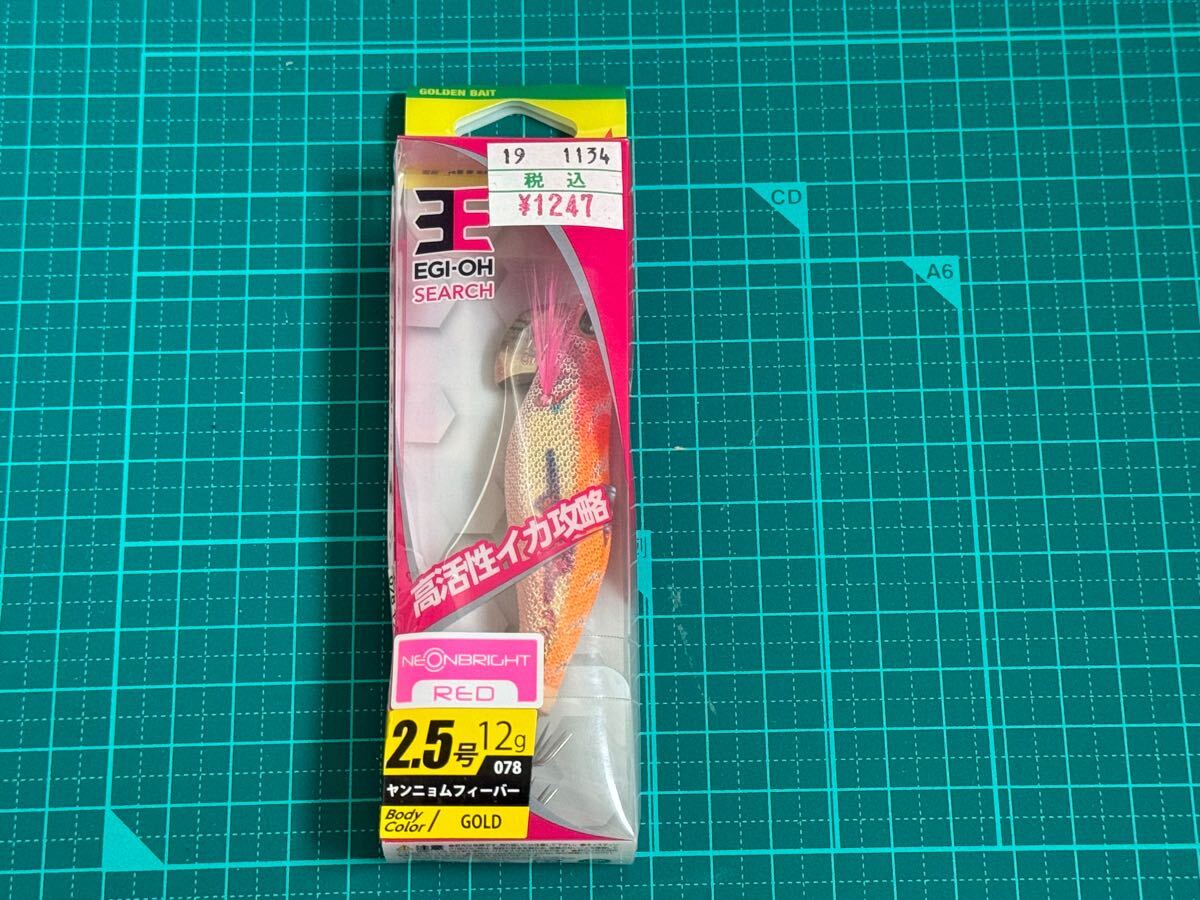 GOLDEN BAIT
19 1134
税込
¥1247
EGI-OH
SEARCH
高活性イカ攻略
NEONBRIGHT
RED
2.5号 12g
078
ヤンニョムフィーバー
Body Color/ GOLD
注意
CD
A6